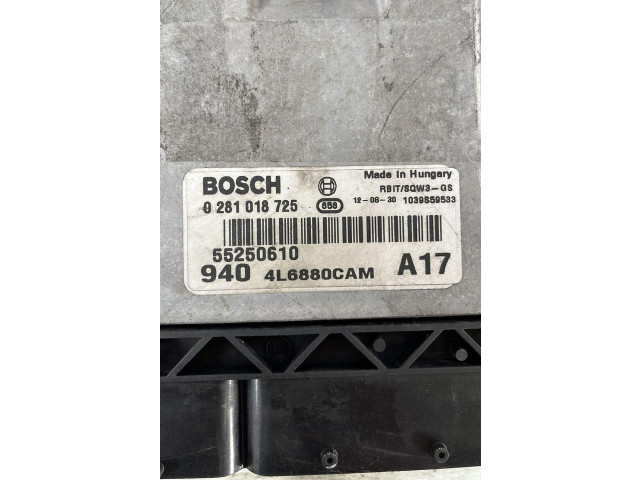 BOSCH
Made In Hungary
RBIT/SQW3-GS
0 281 018 725 658 12-08-30 1039S59533
55250610
940 4L6880CAM A17